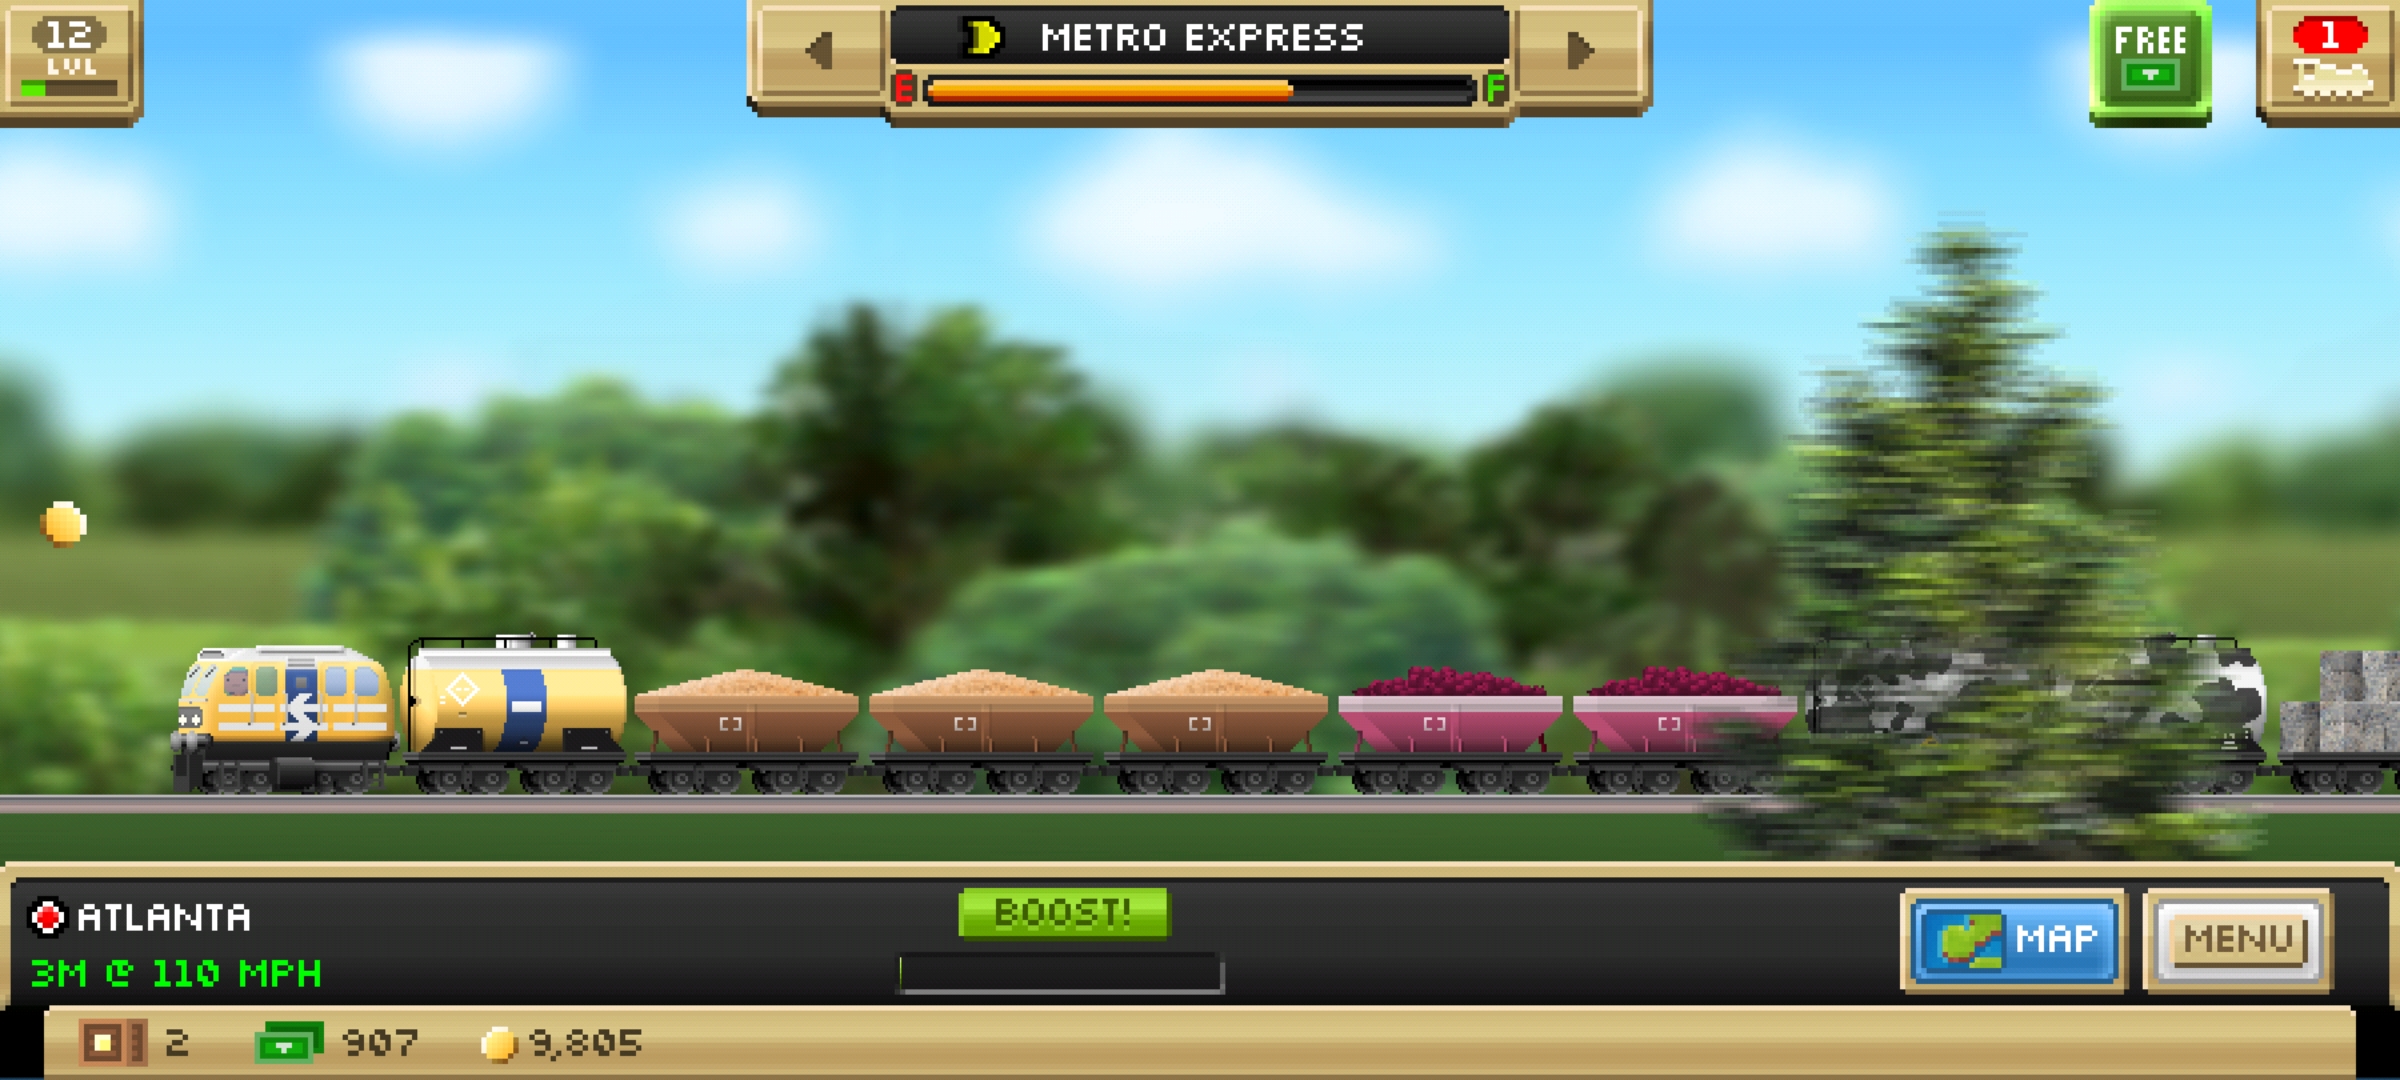 12
LVL
METRO EXPRESS
E F
FREE
1
ATLANTA
3M @ 110 MPH
BOOST!
MAP
MENU
2
907
9,805